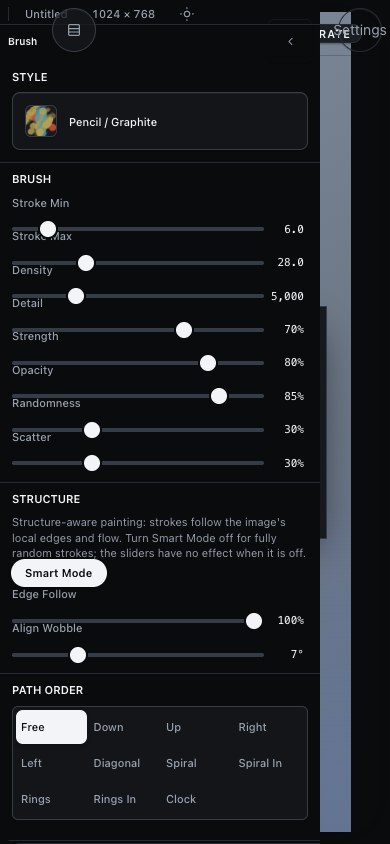 Untitled 1024 × 768
Settings
Brush
RATE
STYLE
Pencil / Graphite
BRUSH
Stroke Min
6.0
Stroke Max
28.0
Density
5,000
Detail
70%
Strength
80%
Opacity
85%
Randomness
30%
Scatter
30%
STRUCTURE
Structure-aware painting: strokes follow the image's
local edges and flow. Turn Smart Mode off for fully
random strokes; the sliders have no effect when it is off.
Smart Mode
Edge Follow
100%
Align Wobble
7°
PATH ORDER
Free Down Up Right
Left Diagonal Spiral Spiral In
Rings Rings In Clock